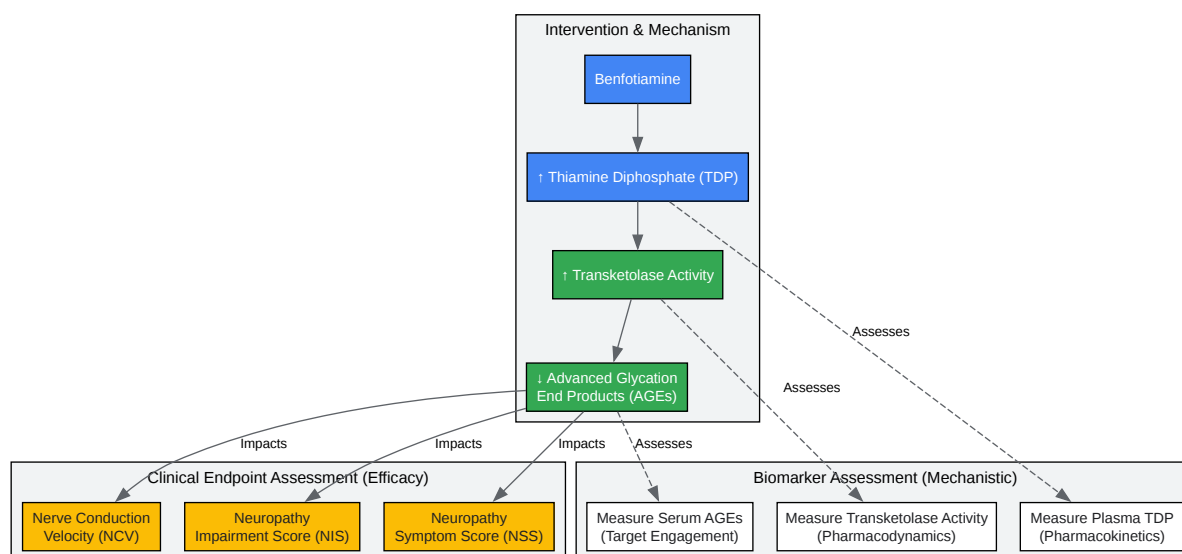 Intervention & Mechanism
Benfotiamine
↑ Thiamine Diphosphate (TDP)
↑ Transketolase Activity
Assesses
Assesses
↓ Advanced Glycation
End Products (AGEs)
Impacts
Impacts
Impacts
Assesses
Clinical Endpoint Assessment (Efficacy)
Nerve Conduction
Velocity (NCV)
Neuropathy
Impairment Score (NIS)
Neuropathy
Symptom Score (NSS)
Biomarker Assessment (Mechanistic)
Measure Serum AGEs
(Target Engagement)
Measure Transketolase Activity
(Pharmacodynamics)
Measure Plasma TDP
(Pharmacokinetics)